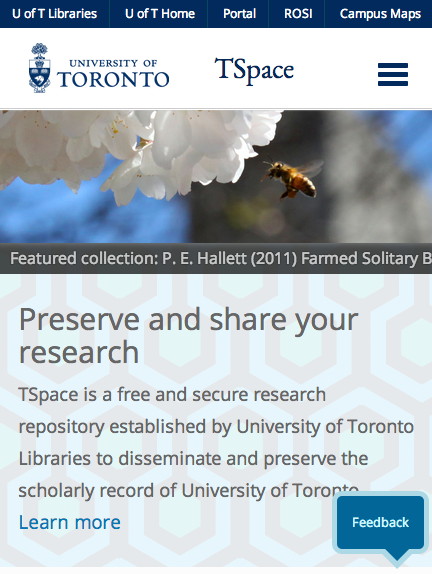 U of T Libraries U of T Home Portal ROSI Campus Maps
UNIVERSITY OF
TORONTO
TSpace
Featured collection: P. E. Hallett (2011) Farmed Solitary B
Preserve and share your
research
TSpace is a free and secure research
repository established by University of Toronto
Libraries to disseminate and preserve the
scholarly record of University of Toronto.
Learn more
Feedback